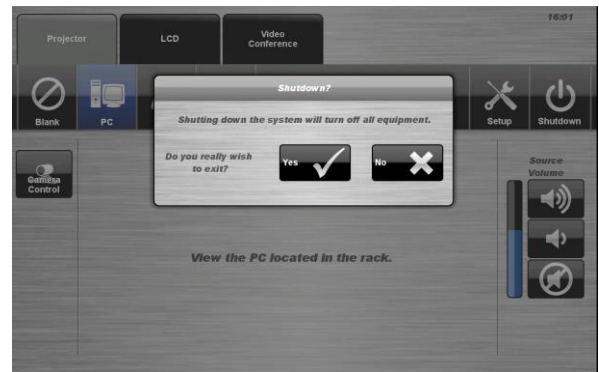 16:01
Projector
LCD
Video
Conference
Blank
PC
Setup
Shutdown
Shutdown?
Shutting down the system will turn off all equipment.
Do you really wish
to exit?
Yes
No
Camera
Control
Source
Volume
View the PC located in the rack.